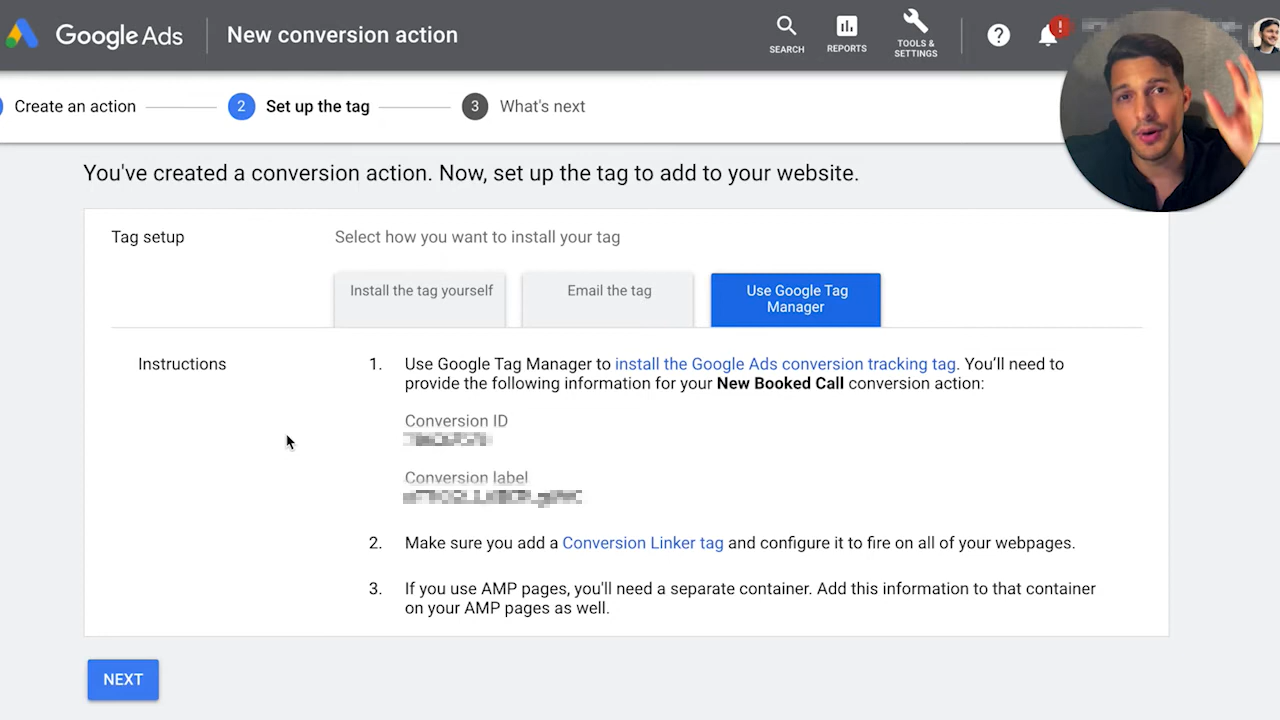 Google Ads
New conversion action
SEARCH
REPORTS
TOOLS &
SETTINGS
?
!
Create an action
2 Set up the tag
3 What's next
You've created a conversion action. Now, set up the tag to add to your website.
Tag setup
Select how you want to install your tag
Install the tag yourself
Email the tag
Use Google Tag
Manager
Instructions
1. Use Google Tag Manager to install the Google Ads conversion tracking tag. You’ll need to
provide the following information for your New Booked Call conversion action:
Conversion ID
Conversion label
2. Make sure you add a Conversion Linker tag and configure it to fire on all of your webpages.
3. If you use AMP pages, you'll need a separate container. Add this information to that container
on your AMP pages as well.
NEXT